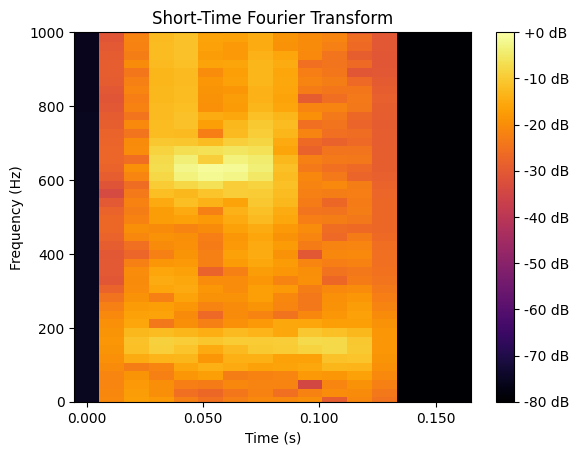 Short-Time Fourier Transform
1000
800
600
400
200
0
Frequency (Hz)
0.000
0.050
0.100
0.150
Time (s)
+0 dB
-10 dB
-20 dB
-30 dB
-40 dB
-50 dB
-60 dB
-70 dB
-80 dB